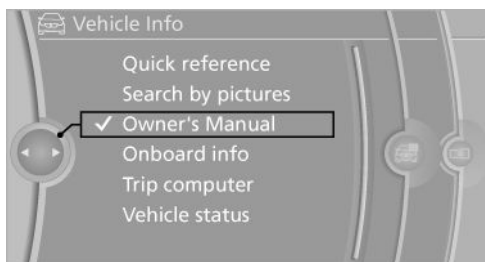 Vehicle Info
Quick reference
Search by pictures
✓ Owner's Manual
Onboard info
Trip computer
Vehicle status